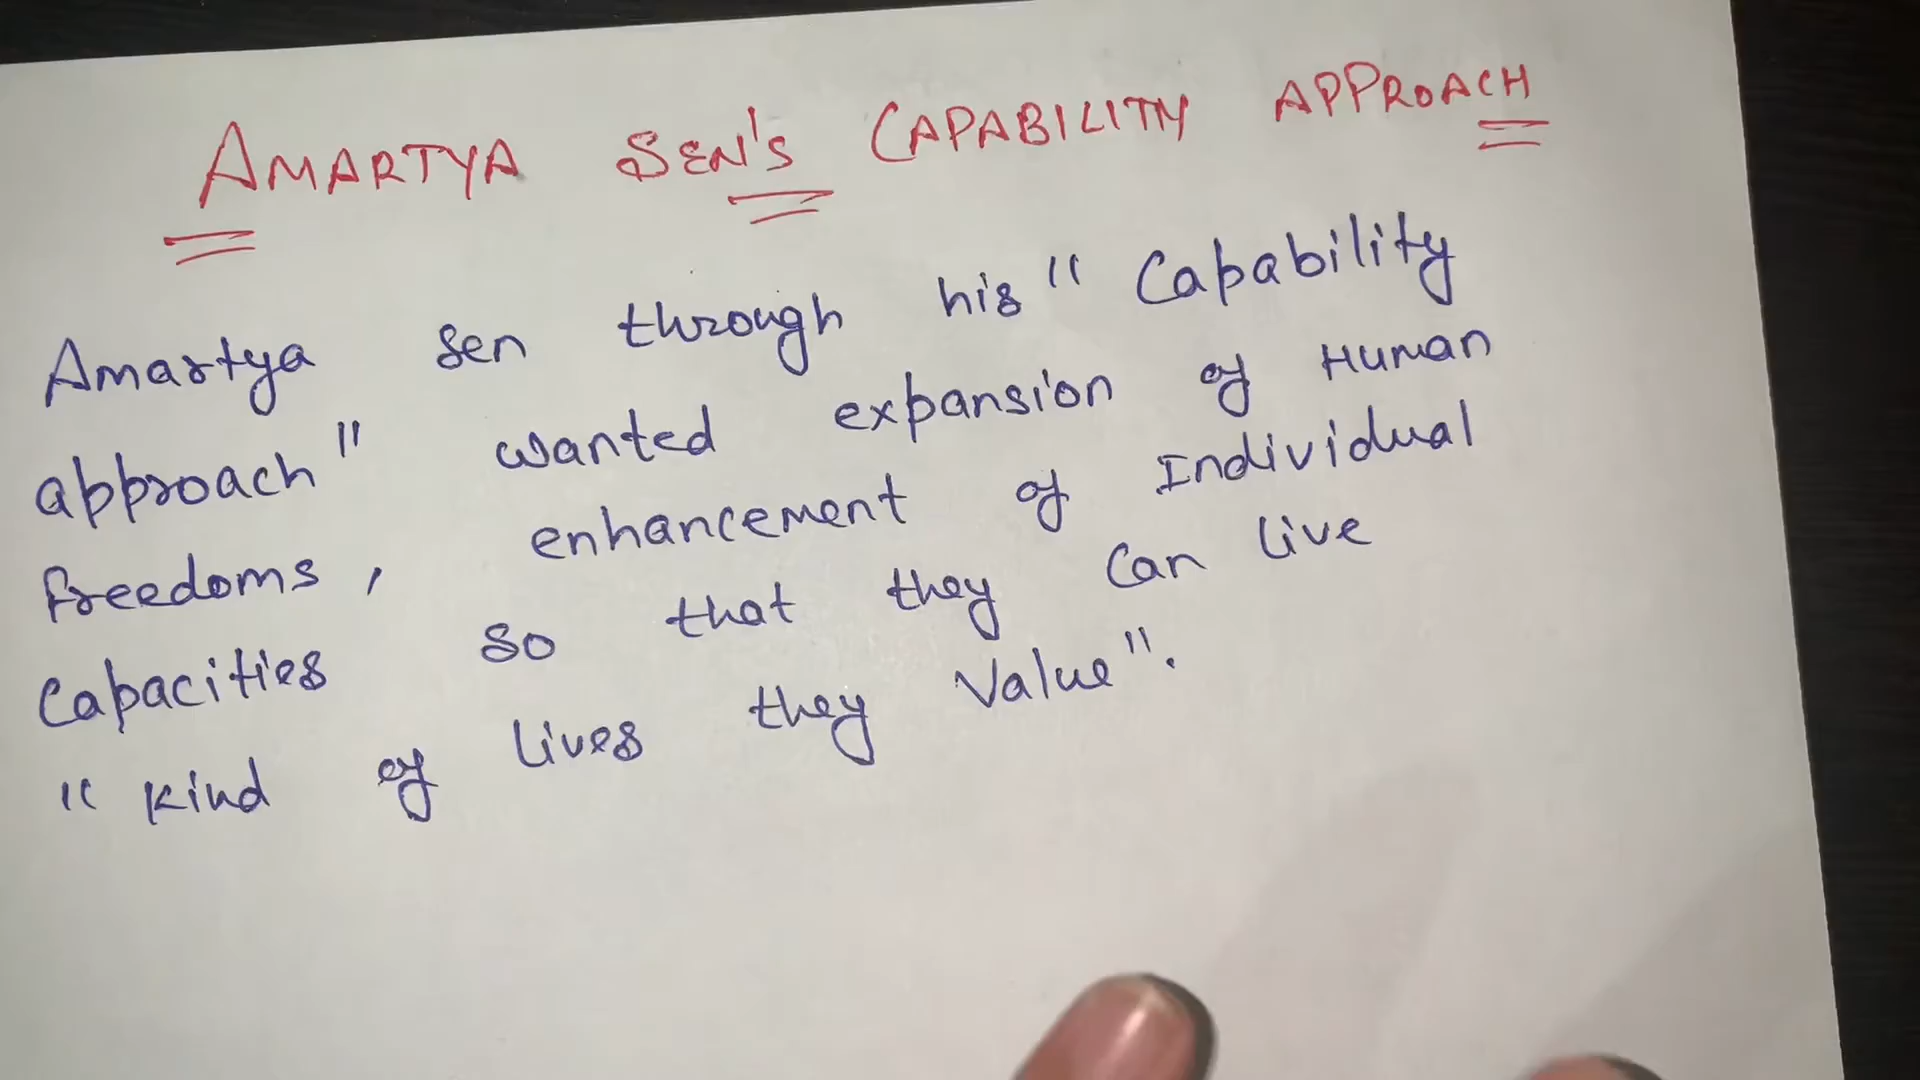 AMARTYA SEN'S CAPABILITY APPROACH
Amartya Sen through his "Capability
approach" wanted expansion of Human
freedoms, enhancement of Individual
Capacities so that they can live
"kind of lives they value".